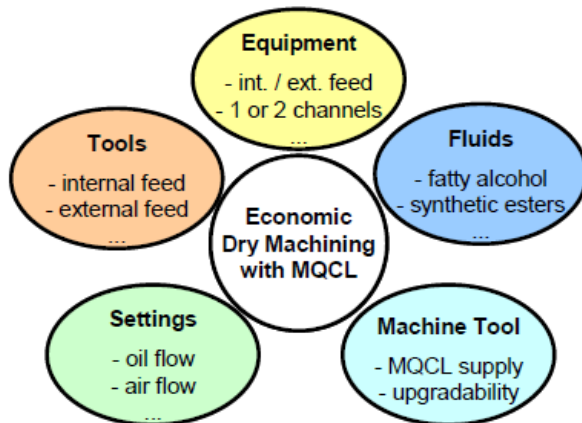 Equipment
- int. / ext. feed
- 1 or 2 channels
...
Tools
- internal feed
- external feed
...
Fluids
- fatty alcohol
- synthetic esters
...
Economic
Dry Machining
with MQCL
Settings
- oil flow
- air flow
...
Machine Tool
- MQCL supply
- upgradability